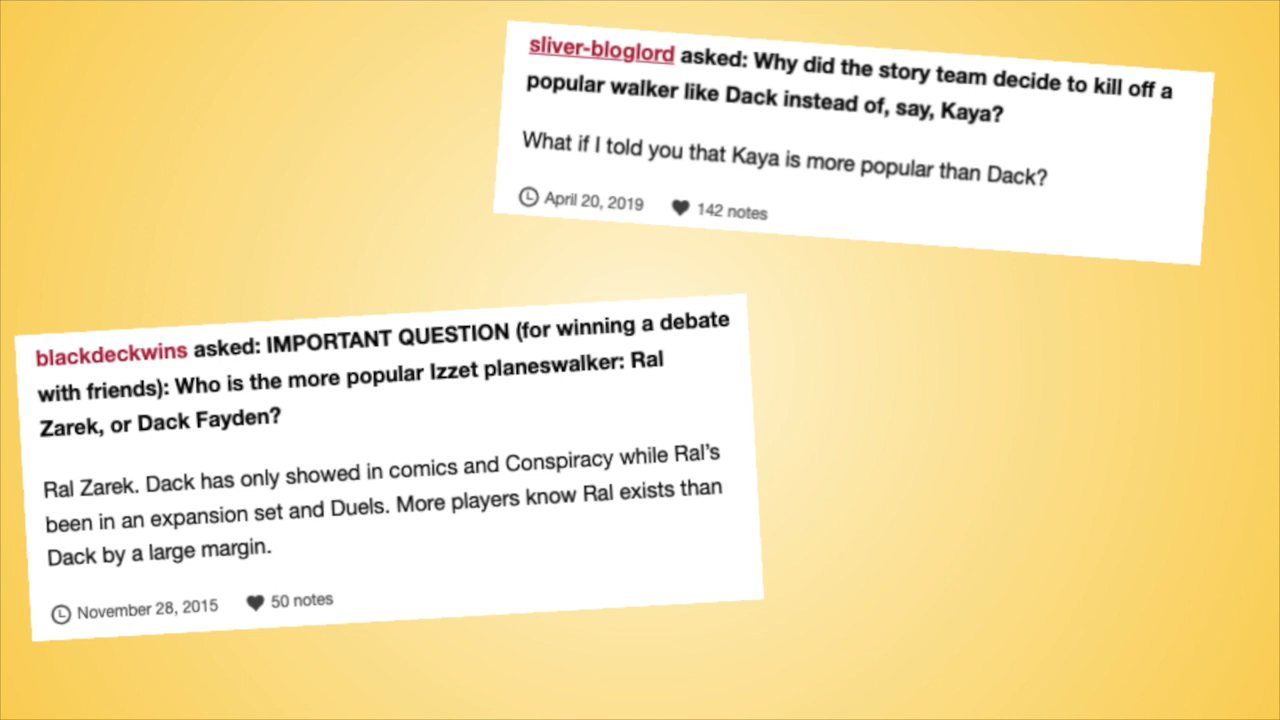 sliver-bloglord asked: Why did the story team decide to kill off a
popular walker like Dack instead of, say, Kaya?
What if I told you that Kaya is more popular than Dack?
April 20, 2019 142 notes
blackdeckwins asked: IMPORTANT QUESTION (for winning a debate
with friends): Who is the more popular Izzet planeswalker: Ral
Zarek, or Dack Fayden?
Ral Zarek. Dack has only showed in comics and Conspiracy while Ral’s
been in an expansion set and Duels. More players know Ral exists than
Dack by a large margin.
November 28, 2015 50 notes